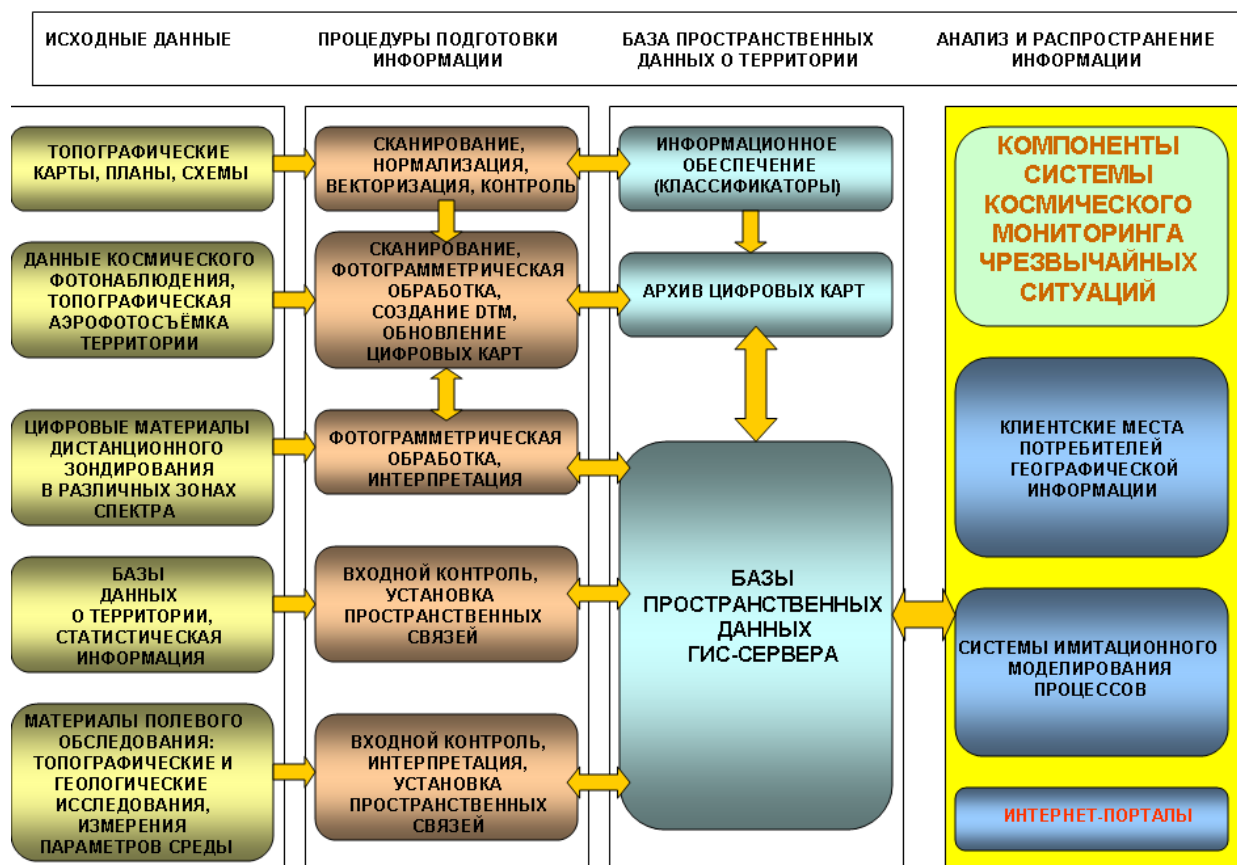 ИСХОДНЫЕ ДАННЫЕ
ПРОЦЕДУРЫ ПОДГОТОВКИ
ИНФОРМАЦИИ
БАЗА ПРОСТРАНСТВЕННЫХ
ДАННЫХ О ТЕРРИТОРИИ
АНАЛИЗ И РАСПРОСТРАНЕНИЕ
ИНФОРМАЦИИ
ТОПОГРАФИЧЕСКИЕ
КАРТЫ, ПЛАНЫ, СХЕМЫ
ДАННЫЕ КОСМИЧЕСКОГО
ФОТОНАБЛЮДЕНИЯ,
ТОПОГРАФИЧЕСКАЯ
АЭРОФОТОСЪЁМКА
ТЕРРИТОРИИ
ЦИФРОВЫЕ МАТЕРИАЛЫ
ДИСТАНЦИОННОГО
ЗОНДИРОВАНИЯ
В РАЗЛИЧНЫХ ЗОНАХ
СПЕКТРА
БАЗЫ
ДАННЫХ
О ТЕРРИТОРИИ,
СТАТИСТИЧЕСКАЯ
ИНФОРМАЦИЯ
МАТЕРИАЛЫ ПОЛЕВОГО
ОБСЛЕДОВАНИЯ:
ТОПОГРАФИЧЕСКИЕ И
ГЕОЛОГИЧЕСКИЕ
ИССЛЕДОВАНИЯ,
ИЗМЕРЕНИЯ
ПАРАМЕТРОВ СРЕДЫ
СКАНИРОВАНИЕ,
НОРМАЛИЗАЦИЯ,
ВЕКТОРИЗАЦИЯ, КОНТРОЛЬ
СКАНИРОВАНИЕ,
ФОТОГРАММЕТРИЧЕСКАЯ
ОБРАБОТКА,
СОЗДАНИЕ DTM,
ОБНОВЛЕНИЕ
ЦИФРОВЫХ КАРТ
ФОТОГРАММЕТРИЧЕСКАЯ
ОБРАБОТКА,
ИНТЕРПРЕТАЦИЯ
ВХОДНОЙ КОНТРОЛЬ,
УСТАНОВКА
ПРОСТРАНСТВЕННЫХ
СВЯЗЕЙ
ВХОДНОЙ КОНТРОЛЬ,
ИНТЕРПРЕТАЦИЯ,
УСТАНОВКА
ПРОСТРАНСТВЕННЫХ
СВЯЗЕЙ
ИНФОРМАЦИОННОЕ
ОБЕСПЕЧЕНИЕ
(КЛАССИФИКАТОРЫ)
АРХИВ ЦИФРОВЫХ КАРТ
БАЗЫ
ПРОСТРАНСТВЕННЫХ
ДАННЫХ
ГИС-СЕРВЕРА
КОМПОНЕНТЫ
СИСТЕМЫ
КОСМИЧЕСКОГО
МОНИТОРИНГА
ЧРЕЗВЫЧАЙНЫХ
СИТУАЦИЙ
КЛИЕНТСКИЕ МЕСТА
ПОТРЕБИТЕЛЕЙ
ГЕОГРАФИЧЕСКОЙ
ИНФОРМАЦИИ
СИСТЕМЫ ИМИТАЦИОННОГО
МОДЕЛИРОВАНИЯ
ПРОЦЕССОВ
ИНТЕРНЕТ-ПОРТАЛЫ